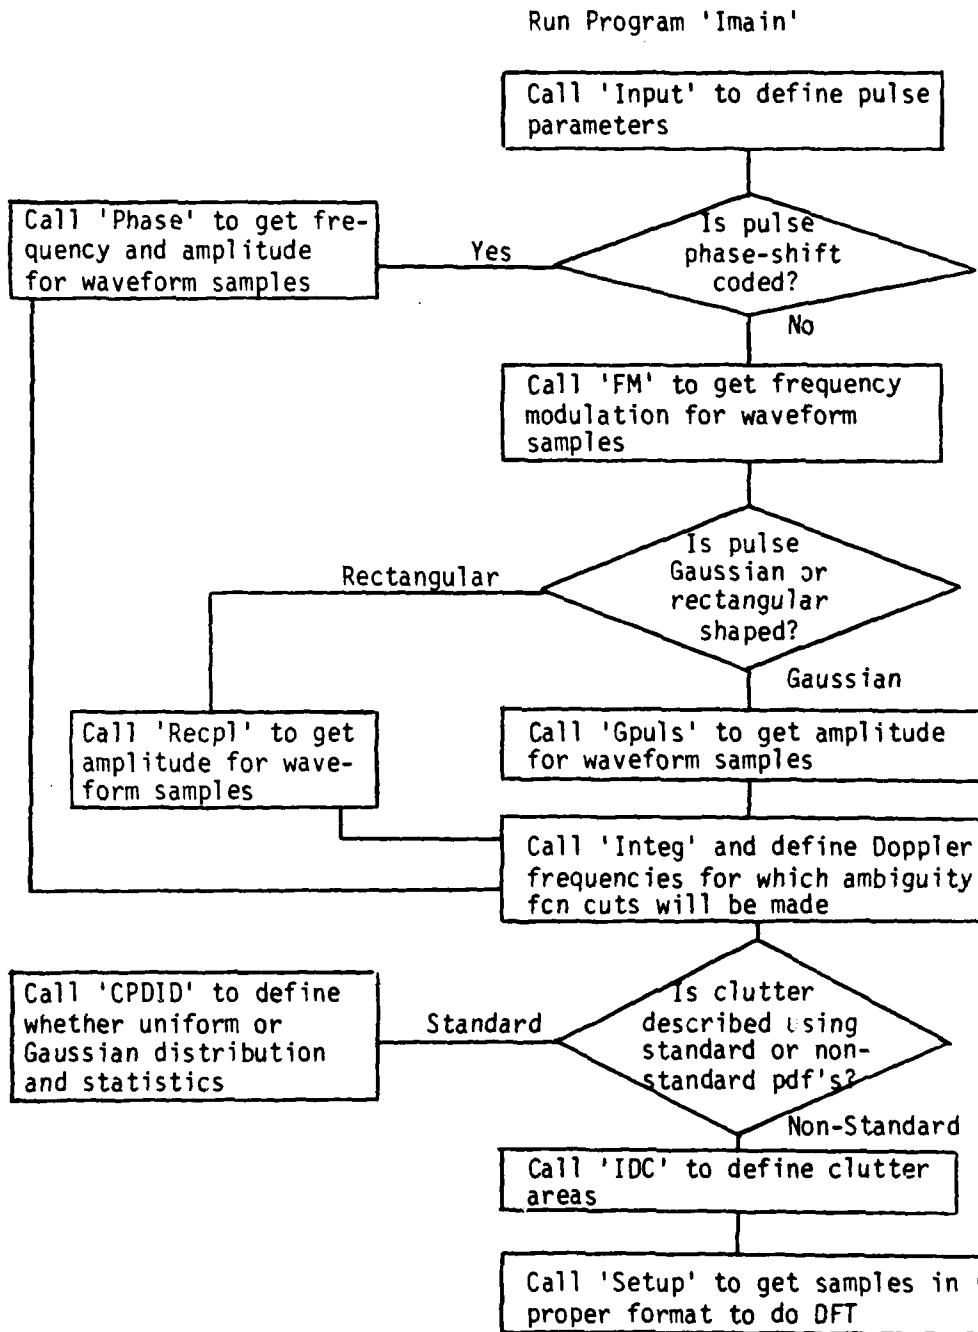 Run Program 'Imain'
Call 'Input' to define pulse
parameters
Is pulse
phase-shift
coded?
Yes
Call 'Phase' to get fre-
quency and amplitude
for waveform samples
No
Call 'FM' to get frequency
modulation for waveform
samples
Is pulse
Gaussian or
rectangular
shaped?
Rectangular
Gaussian
Call 'Recpl' to get
amplitude for wave-
form samples
Call 'Gpuls' to get amplitude
for waveform samples
Call 'Integ' and define Doppler
frequencies for which ambiguity
fcn cuts will be made
Is clutter
described using
standard or non-
standard pdf's?
Standard
Call 'CPDID' to define
whether uniform or
Gaussian distribution
and statistics
Non-Standard
Call 'IDC' to define clutter
areas
Call 'Setup' to get samples in
proper format to do DFT